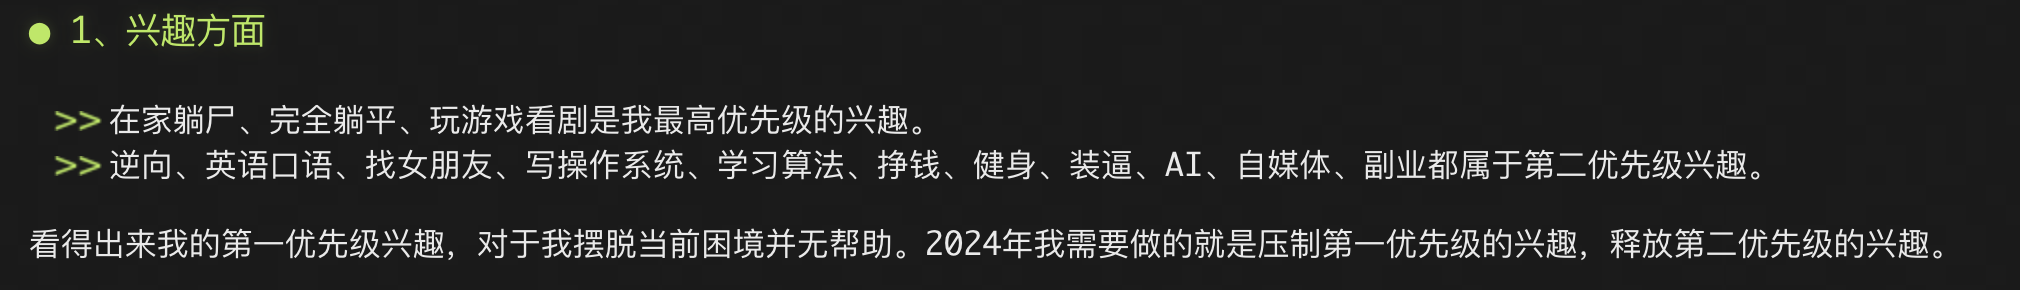 ● 1、兴趣方面
>> 在家躺尸、完全躺平、玩游戏看剧是我最高优先级的兴趣。
>> 逆向、英语口语、找女朋友、写操作系统、学习算法、挣钱、健身、装逼、AI、自媒体、副业都属于第二优先级兴趣。
看得出来我的第一优先级兴趣，对于我摆脱当前困境并无帮助。2024年我需要做的就是压制第一优先级的兴趣，释放第二优先级的兴趣。